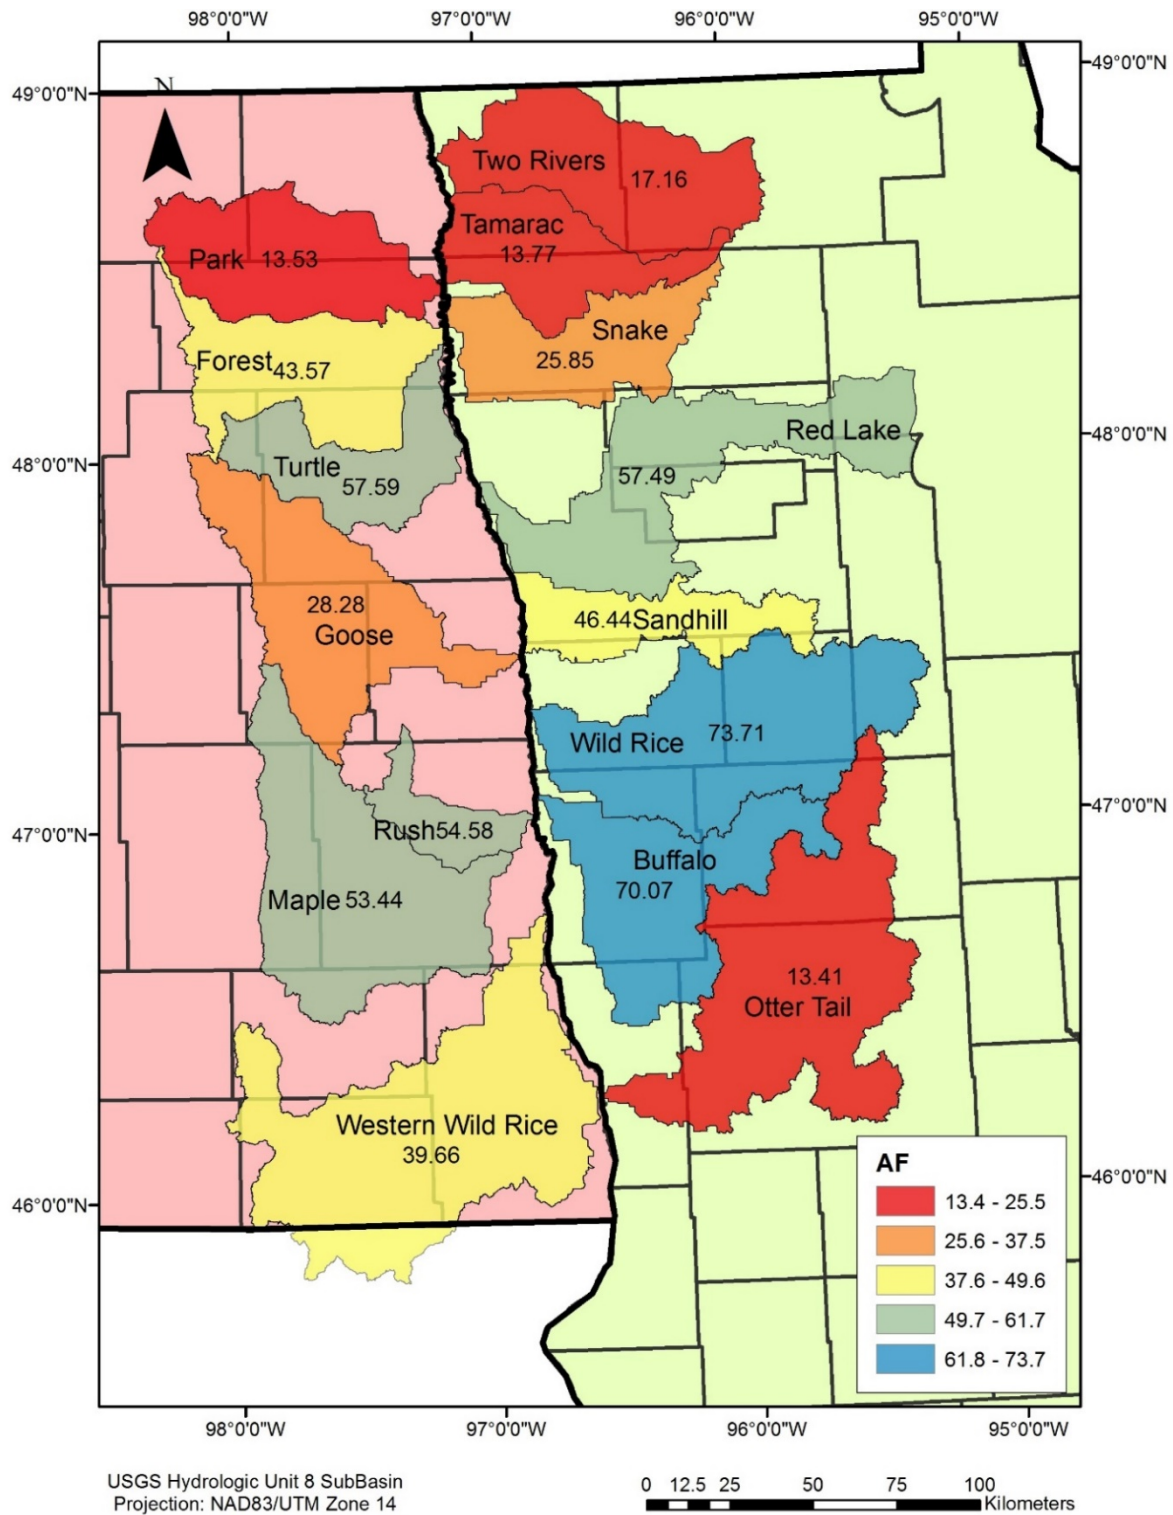 98°0'0"W 97°0'0"W 96°0'0"W 95°0'0"W
49°0'0"N
49°0'0"N
N
Two Rivers
17.16
Tamarac
13.77
Park 13.53
Snake
25.85
Forest 43.57
Red Lake
57.49
48°0'0"N
48°0'0"N
Turtle
57.59
28.28
Goose
46.44 Sandhill
Wild Rice 73.71
47°0'0"N
47°0'0"N
Rush 54.58
Buffalo
70.07
Maple 53.44
13.41
Otter Tail
Western Wild Rice
39.66
46°0'0"N
46°0'0"N
AF
13.4 - 25.5
25.6 - 37.5
37.6 - 49.6
49.7 - 61.7
61.8 - 73.7
98°0'0"W 97°0'0"W 96°0'0"W 95°0'0"W
USGS Hydrologic Unit 8 SubBasin
Projection: NAD83/UTM Zone 14
0 12.5 25 50 75 100
Kilometers